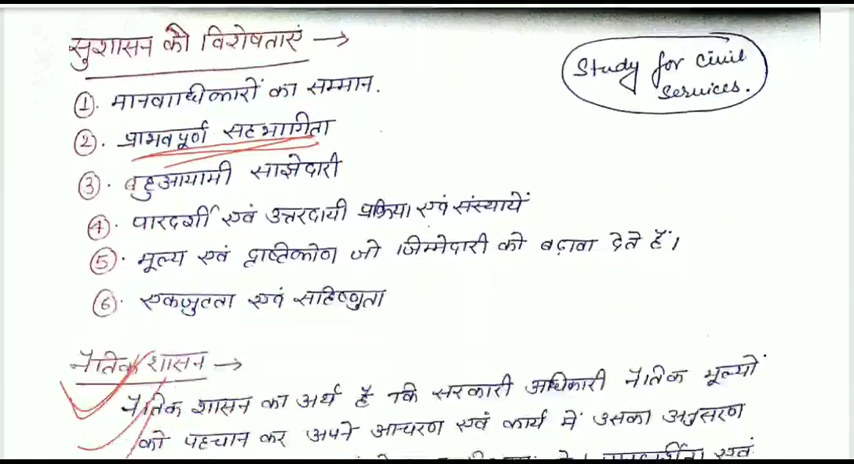 सुशासन की विशेषताएं →
Study for Civil
Services.
①. मानवाधिकारों का सम्मान.
②. प्रभावपूर्ण सहभागिता
③. बहुआयामी साझेदारी
④. पारदर्शी एवं उत्तरदायी प्रक्रिया एवं संस्थायें
⑤. मूल्य एवं दृष्टिकोण जो जिम्मेदारी को बढ़ावा देते हैं।
⑥. एकजुटता एवं सहिष्णुता
नैतिक शासन →
नैतिक शासन का अर्थ है कि सरकारी अधिकारी नैतिक मूल्यों
को पहचान कर अपने आचरण एवं कार्य में उसका अनुसरण
एवं